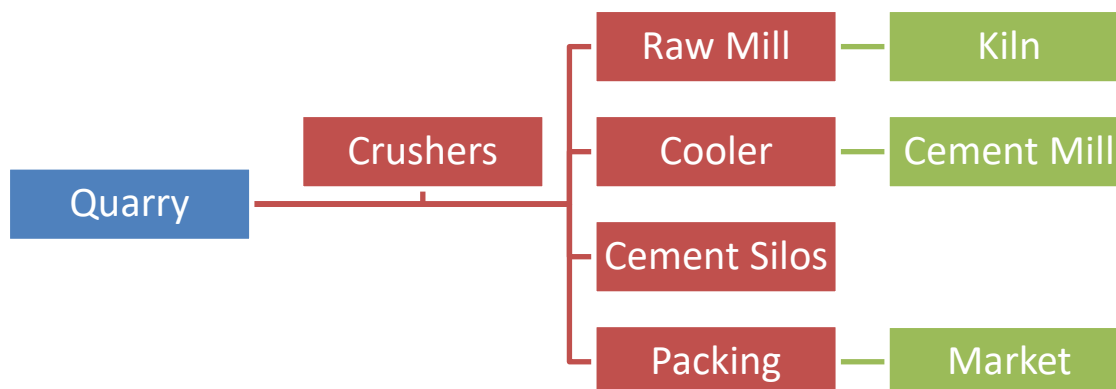 Quarry
Crushers
Raw Mill
Kiln
Cooler
Cement Mill
Cement Silos
Packing
Market